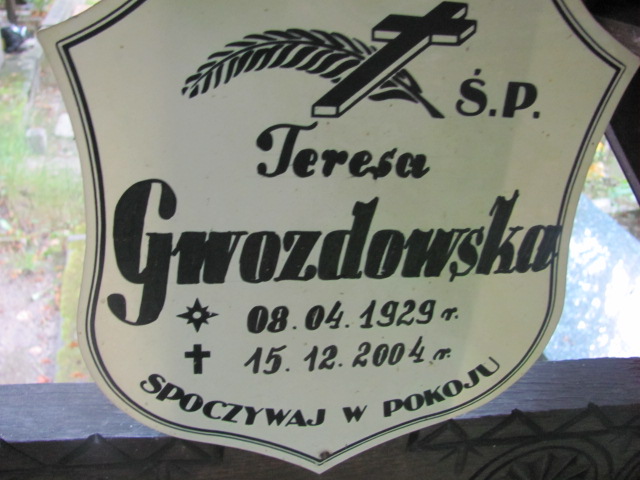 Ś.P.
Teresa
Gwozdowska
08.04.1929 r.
15.12.2004 r.
SPOCZYWAJ W POKOJU